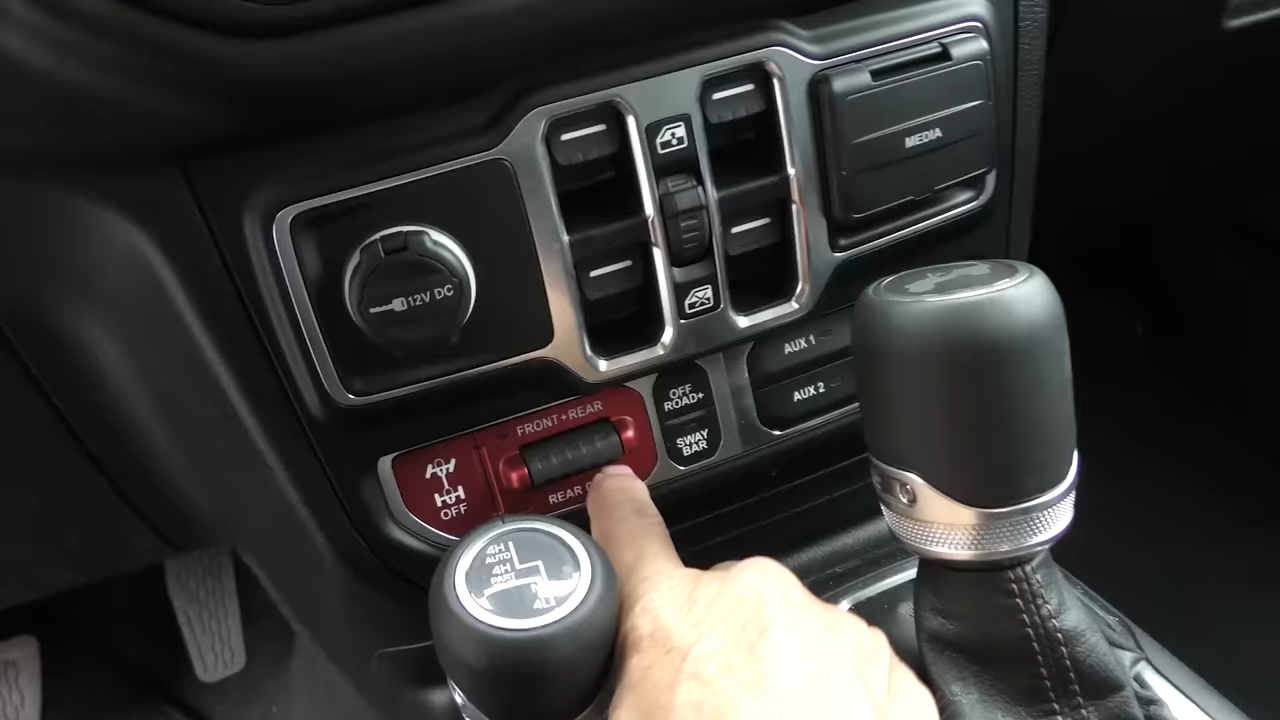 MEDIA
12V DC
AUX 1
AUX 2
OFF
ROAD+
SWAY
BAR
FRONT+REAR
REAR
OFF
4H
AUTO
4H
PART
N